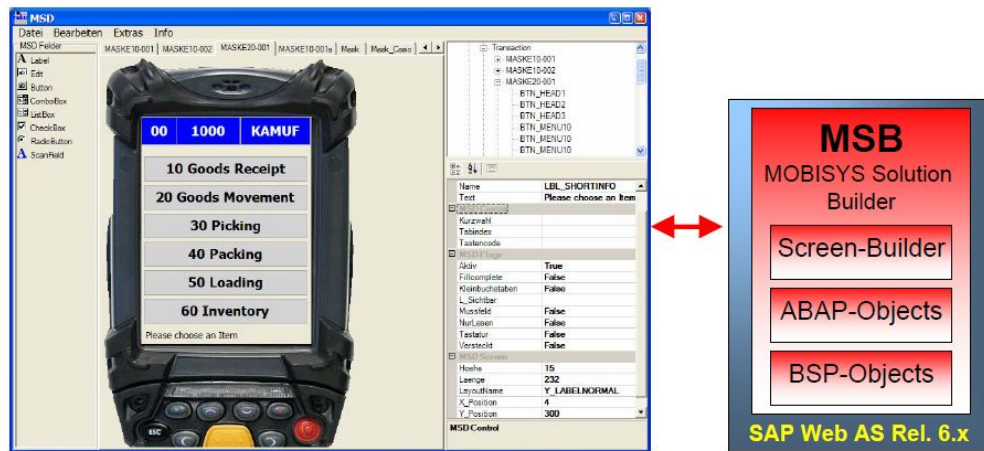 MSD
Datei Bearbeiten Extras Info
MSD Felder
Label
Edit
Button
ComboBox
ListBox
CheckBox
RadioButton
ScanField
MASKE10-001 MASKE10-002 MASKE20-001 MASKE10-001a Mask Mask_Casio
00 1000 KAMUF
10 Goods Receipt
20 Goods Movement
30 Picking
40 Packing
50 Loading
60 Inventory
Please choose an Item
ESC
Transaction
MASKE10-001
MASKE10-002
MASKE20-001
BTN_HEAD1
BTN_HEAD2
BTN_HEAD3
BTN_MENU10
BTN_MENU10
BTN_MENU10
Name LBL_SHORTINFO
Text Please choose an Item
MSD Control
Kurzwahl
Tabindex
Tastencode
MSD Flags
Aktiv True
Fillcomplete False
Kleinbuchstaben False
L_Sichtbar
Mussfeld False
NurLesen False
Tastatur False
Versteckt False
MSD Screen
Hoehe 15
Laenge 232
LayoutName Y_LABELNORMAL
X_Position 4
Y_Position 300
MSD Control
MSB
MOBISYS Solution
Builder
Screen-Builder
ABAP-Objects
BSP-Objects
SAP Web AS Rel. 6.x